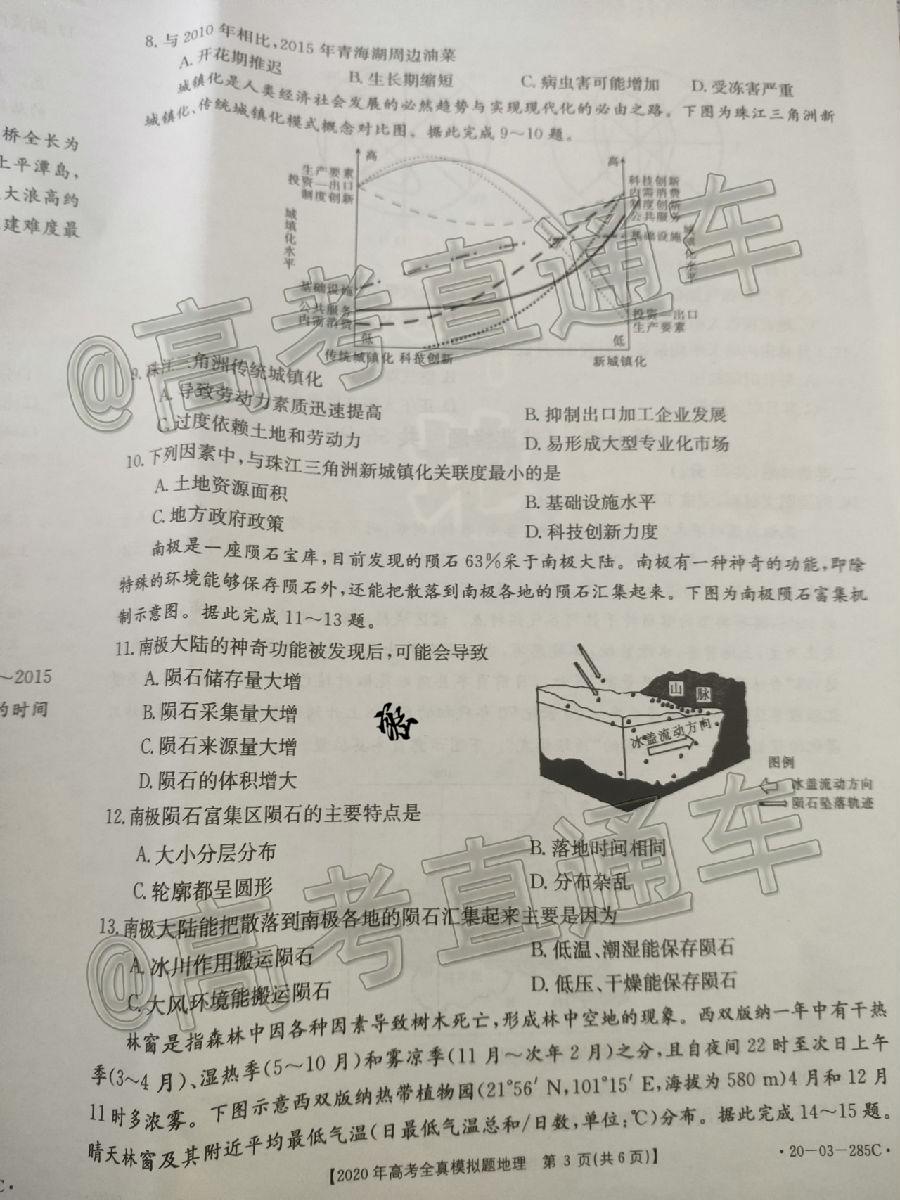 8. 与2010年相比,2015年青海湖周边油菜
A. 开花期推迟
B. 生长期缩短
C. 病虫害可能增加
D. 受冻害严重
城镇化是人类经济社会发展的必然趋势与实现现代化的必由之路。下图为珠江三角洲新
城镇化、传统城镇化模式概念对比图。据此完成9～10题。
高
生产要素
投资—出口
制度创新
城镇化水平
基础设施
公共服务
内需消费
低
传统城镇化 科技创新
高
科技创新
内需消费
制度创新
公共服务
基础设施
投资—出口
生产要素
低
新城镇化
9. 珠江三角洲传统城镇化
A. 导致劳动力素质迅速提高
B. 抑制出口加工企业发展
C. 过度依赖土地和劳动力
D. 易形成大型专业化市场
10. 下列因素中,与珠江三角洲新城镇化关联度最小的是
A. 土地资源面积
B. 基础设施水平
C. 地方政府政策
D. 科技创新力度
南极是一座陨石宝库,目前发现的陨石63%采于南极大陆。南极有一种神奇的功能,即除
特殊的环境能够保存陨石外,还能把散落到南极各地的陨石汇集起来。下图为南极陨石富集机
制示意图。据此完成11～13题。
11. 南极大陆的神奇功能被发现后,可能会导致
A. 陨石储存量大增
B. 陨石采集量大增
C. 陨石来源量大增
D. 陨石的体积增大
山脉
冰盖流动方向
图例
冰盖流动方向
陨石坠落轨迹
12. 南极陨石富集区陨石的主要特点是
A. 大小分层分布
B. 落地时间相同
C. 轮廓都呈圆形
D. 分布杂乱
13. 南极大陆能把散落到南极各地的陨石汇集起来主要是因为
A. 冰川作用搬运陨石
B. 低温、潮湿能保存陨石
C. 大风环境能搬运陨石
D. 低压、干燥能保存陨石
林窗是指森林中因各种因素导致树木死亡,形成林中空地的现象。西双版纳一年中有干热
季(3～4月)、湿热季(5～10月)和雾凉季(11月～次年2月)之分,且自夜间22时至次日上午
11时多浓雾。下图示意西双版纳热带植物园(21°56′N,101°15′E,海拔为580 m)4月和12月
晴天林窗及其附近平均最低气温(日最低气温总和/日数,单位:℃)分布。据此完成14～15题。
【2020年高考全真模拟题地理 第3页(共6页)】
·20-03-285C·
桥全长为
上平潭岛,
大浪高约
建难度最
～2015
的时间
C·
@高考直通车
@高考直通车